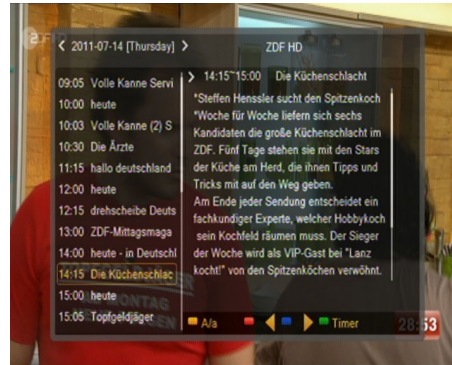 ZDF HD
< 2011-07-14 [Thursday] >
ZDF HD
09:05 Volle Kanne Servi
10:00 heute
10:03 Volle Kanne (2) S
10:30 Die Ärzte
11:15 hallo deutschland
12:00 heute
12:15 drehscheibe Deuts
13:00 ZDF-Mittagsmaga
14:00 heute - in Deutschl
14:15 Die Küchenschlac
15:00 heute
15:05 Topfgeldjäger
> 14:15~15:00 Die Küchenschlacht
"Steffen Henssler sucht den Spitzenkoch
"Woche für Woche liefern sich sechs
Kandidaten die große Küchenschlacht im
ZDF. Fünf Tage stehen sie mit den Stars
der Küche am Herd, die ihnen Tipps und
Tricks mit auf den Weg geben.
Am Ende jeder Sendung entscheidet ein
fachkundiger Experte, welcher Hobbykoch
sein Kochfeld räumen muss. Der Sieger
der Woche wird als VIP-Gast bei "Lanz
kocht!" von den Spitzenköchen verwöhnt.
A/a
Timer
28:53
MONTAG